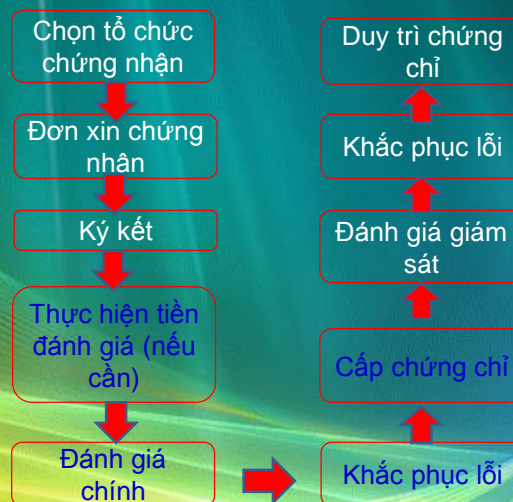 Chọn tổ chức
chứng nhận
Đơn xin chứng
nhân
Ký kết
Thực hiện tiền
đánh giá (nếu
cần)
Đánh giá
chính
Khắc phục lỗi
Cấp chứng chỉ
Đánh giá giám
sát
Khắc phục lỗi
Duy trì chứng
chỉ